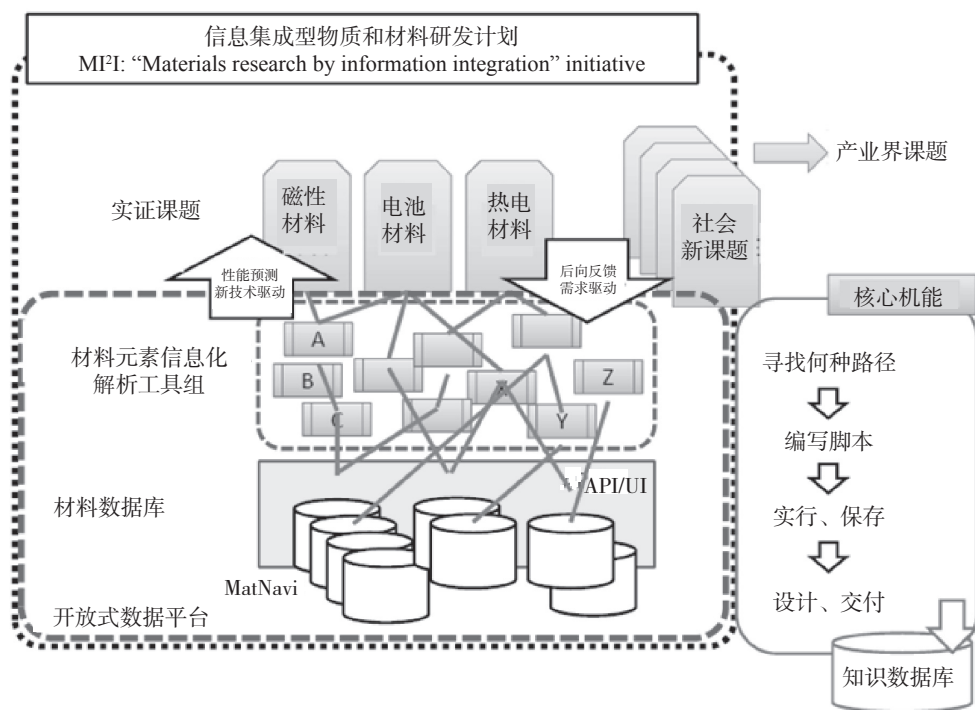 信息集成型物质和材料研发计划
MI²I: “Materials research by information integration” initiative
产业界课题
实证课题
磁性
材料
电池
材料
热电
材料
社会
新课题
性能预测
新技术驱动
后向反馈
需求驱动
核心机能
材料元素信息化
解析工具组
A
B
C
X
Y
Z
寻找何种路径
编写脚本
实行、保存
设计、交付
知识数据库
API/UI
材料数据库
MatNavi
开放式数据平台